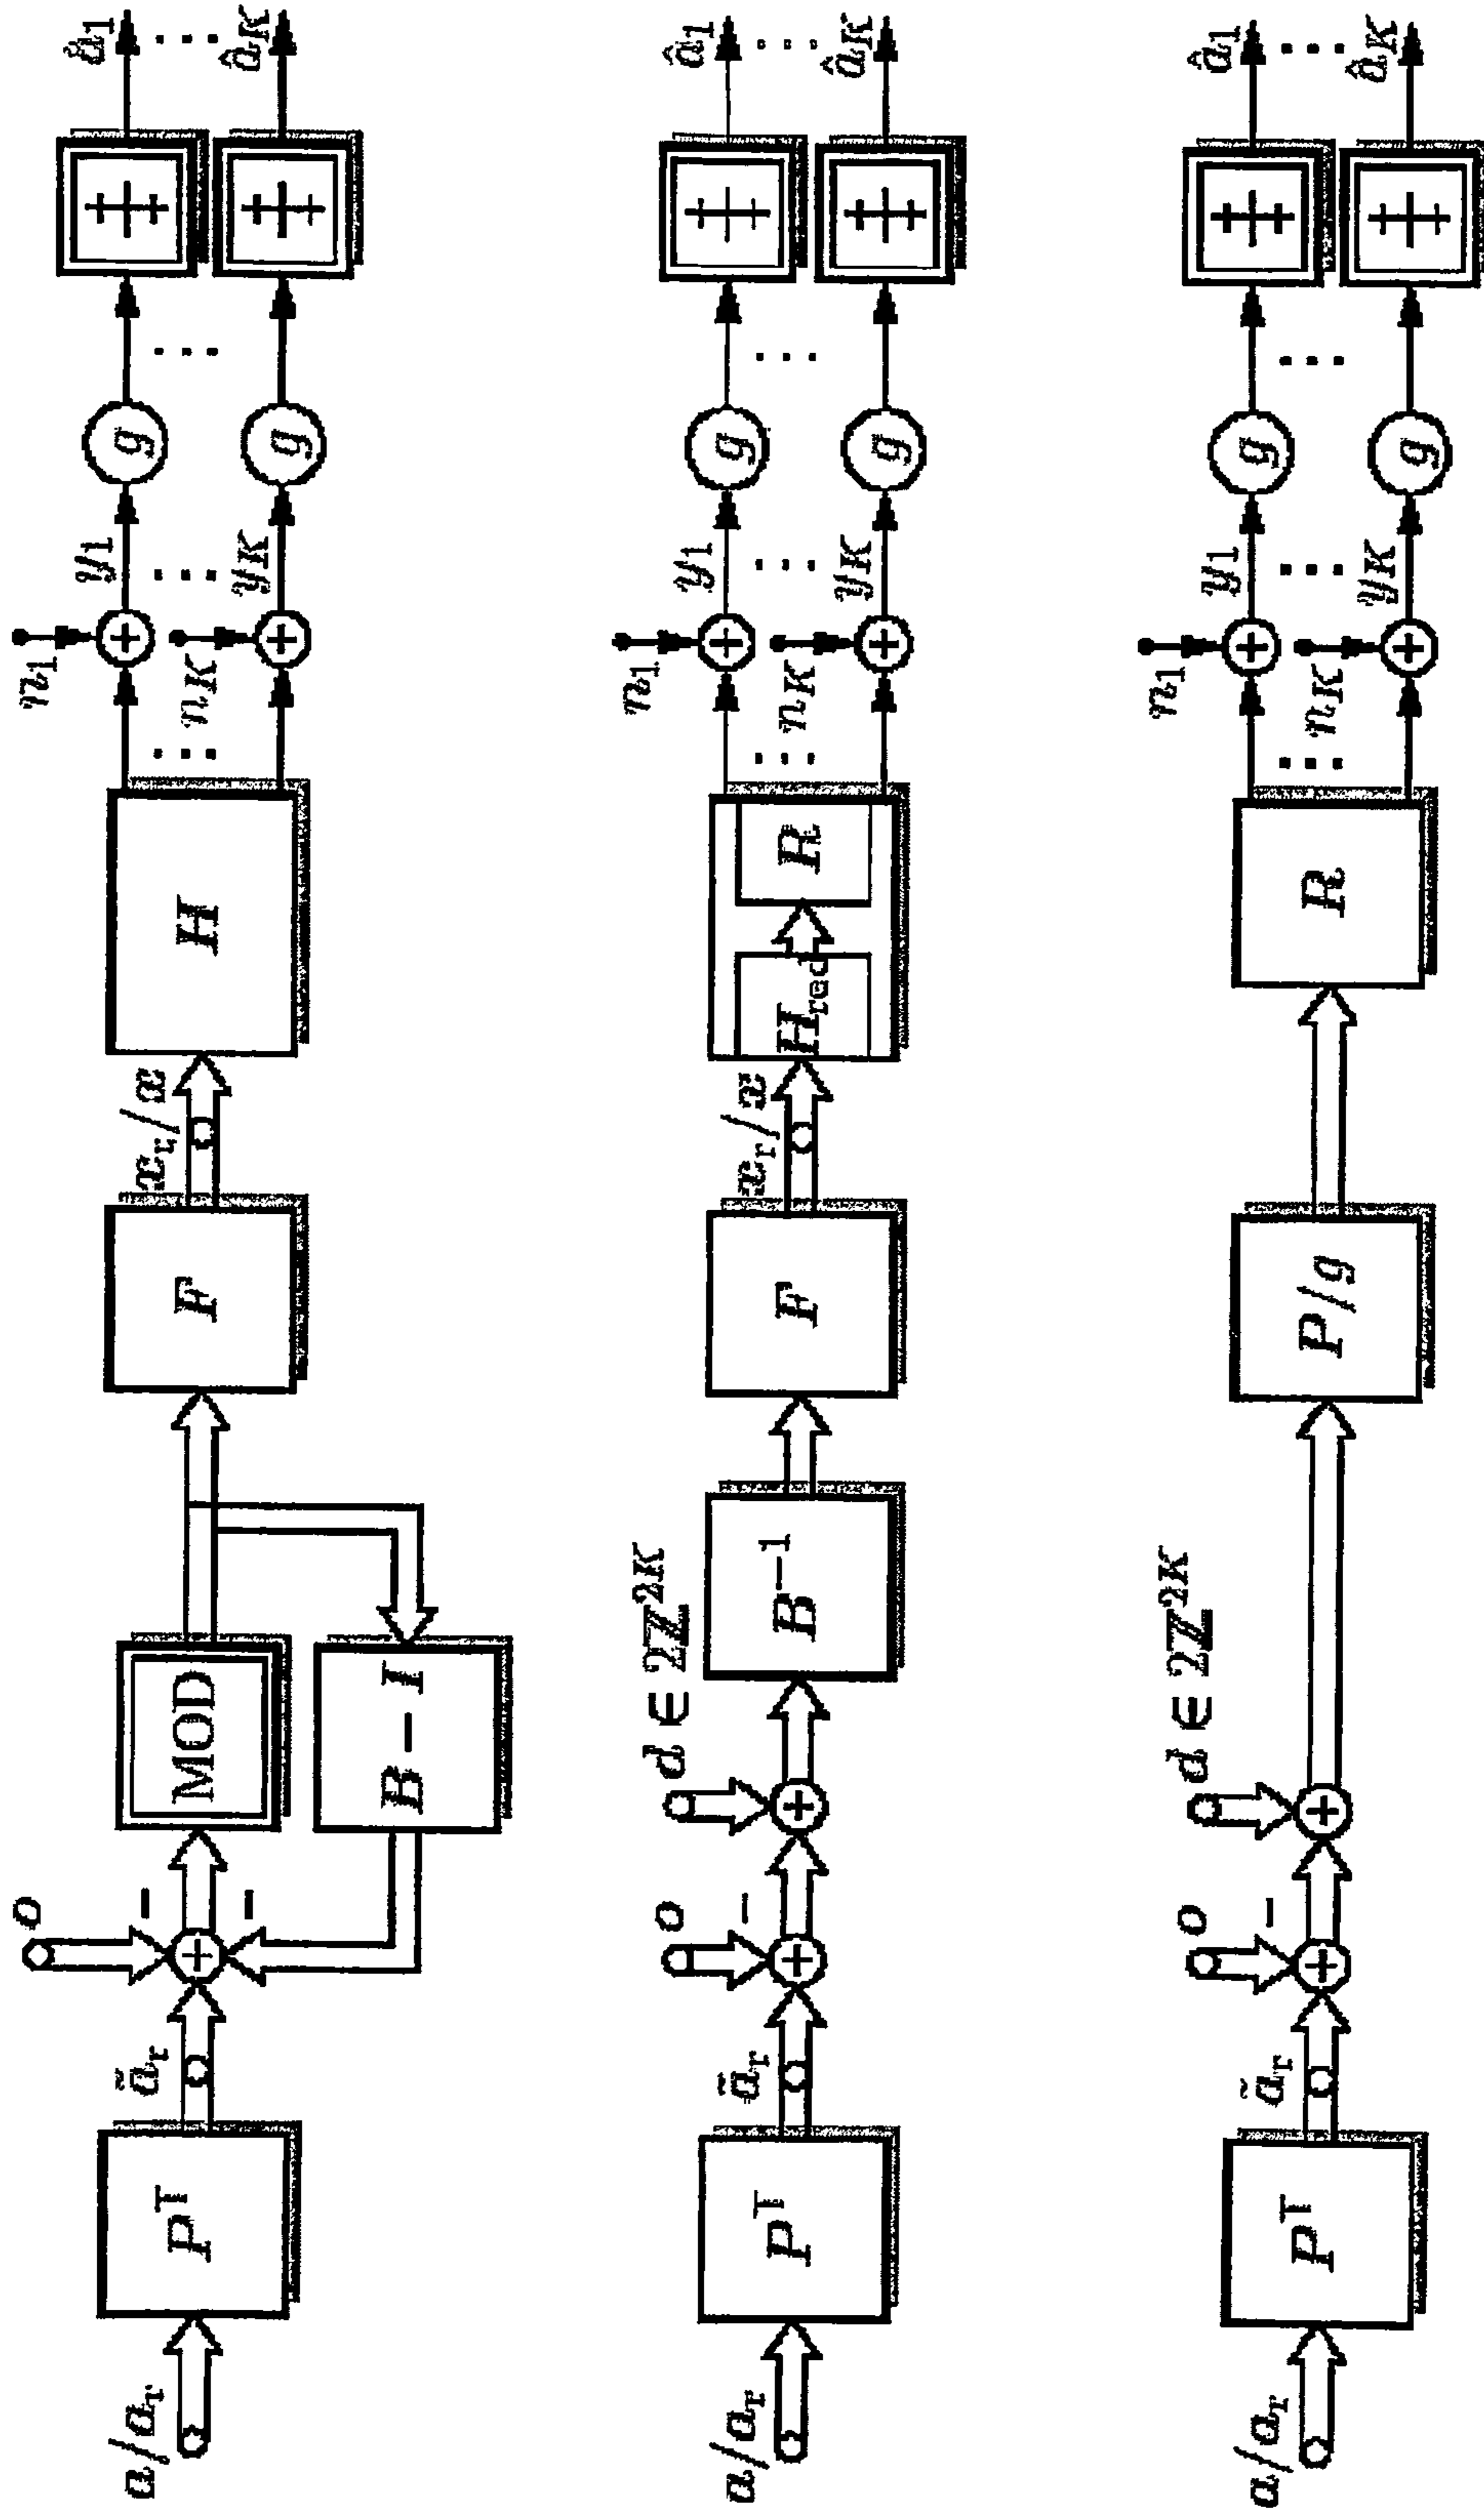 a/a_r
P^T
ã_r
o
−
−
MOD
B − I
F
x_r/x
H
n_1
n_K
...
y_1
...
y_K
g
...
g
â_1
...
â_K
a/a_r
P^T
ã_r
o
−
d ∈ 2Z^2K
B^−1
F
x_r/x
H_red
R
n_1
n_K
...
y_1
...
y_K
g
...
g
â_1
...
â_K
a/a_r
P^T
ã_r
o
−
d ∈ 2Z^2K
P/g
R
n_1
n_K
...
y_1
...
y_K
g
...
g
â_1
...
â_K